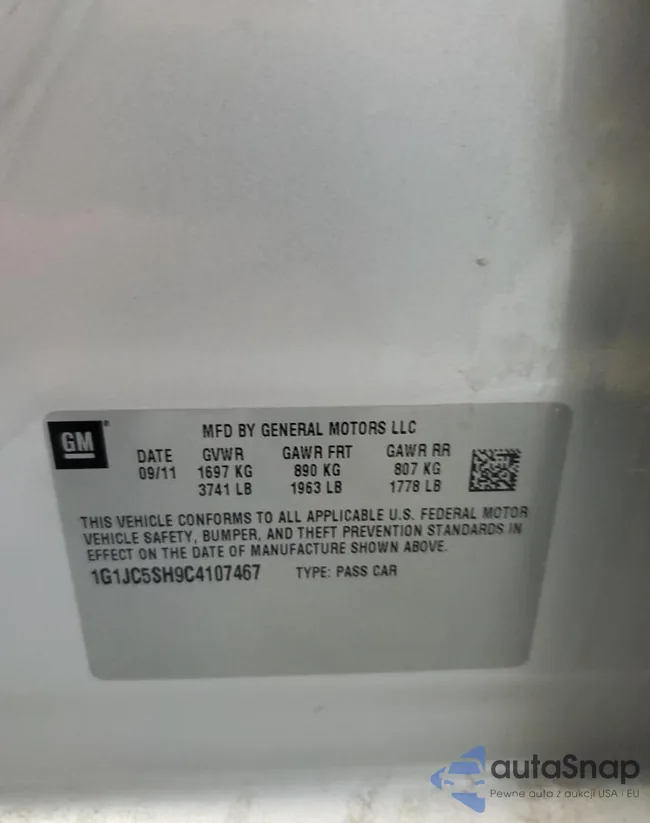 GM
MFD BY GENERAL MOTORS LLC
DATE GVWR GAWR FRT GAWR RR
09/11 1697 KG 890 KG 807 KG
3741 LB 1963 LB 1778 LB
THIS VEHICLE CONFORMS TO ALL APPLICABLE U.S. FEDERAL MOTOR
VEHICLE SAFETY, BUMPER, AND THEFT PREVENTION STANDARDS IN
EFFECT ON THE DATE OF MANUFACTURE SHOWN ABOVE.
1G1JC5SH9C4107467 TYPE: PASS CAR
autaSnap
Pewne auta z aukcji USA i EU